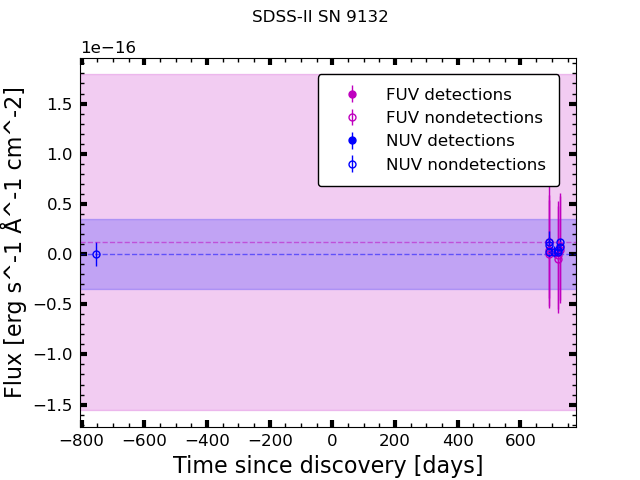 SDSS-II SN 9132
1e−16
FUV detections
FUV nondetections
NUV detections
NUV nondetections
1.5
1.0
0.5
0.0
−0.5
−1.0
−1.5
Flux [erg s^-1 Å^-1 cm^-2]
−800 −600 −400 −200 0 200 400 600
Time since discovery [days]